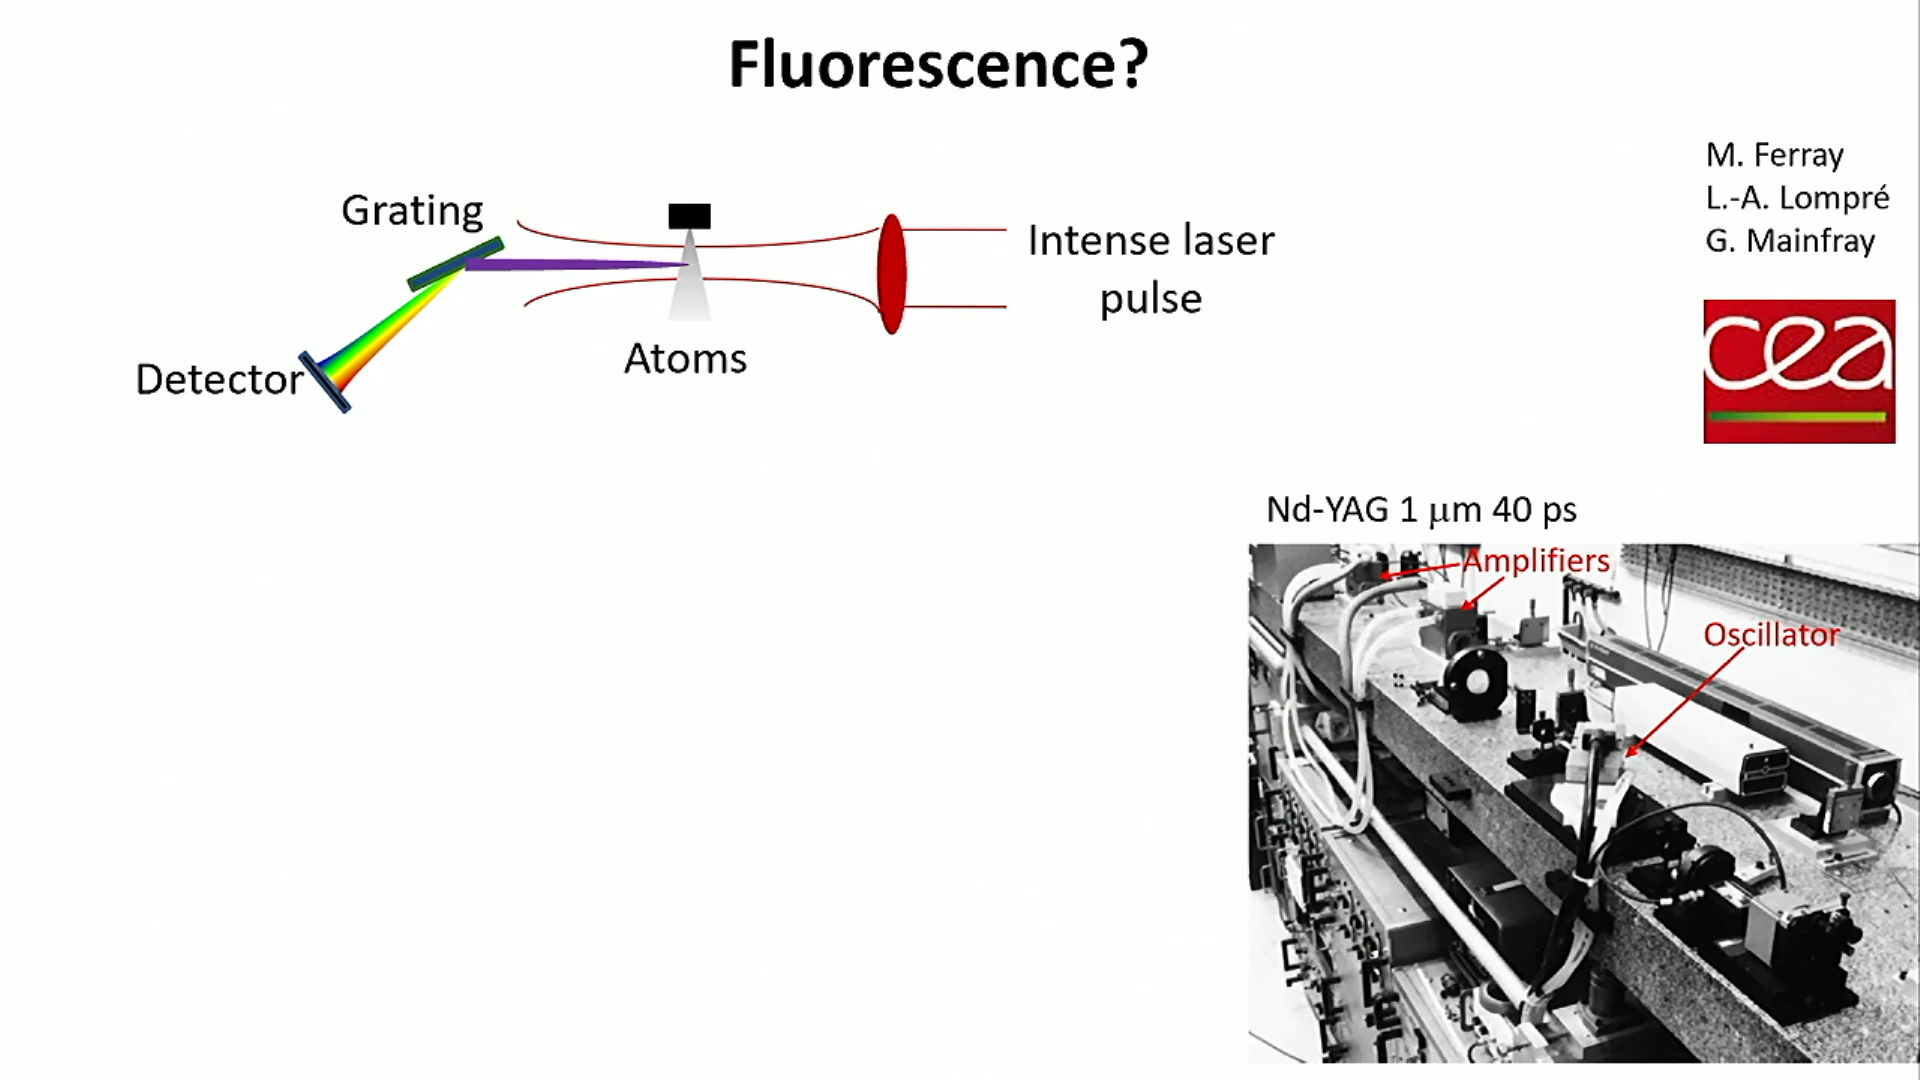 Fluorescence?
M. Ferray
L.-A. Lompré
G. Mainfray
Grating
Intense laser
pulse
Atoms
Detector
cea
Nd-YAG 1 μm 40 ps
Amplifiers
Oscillator